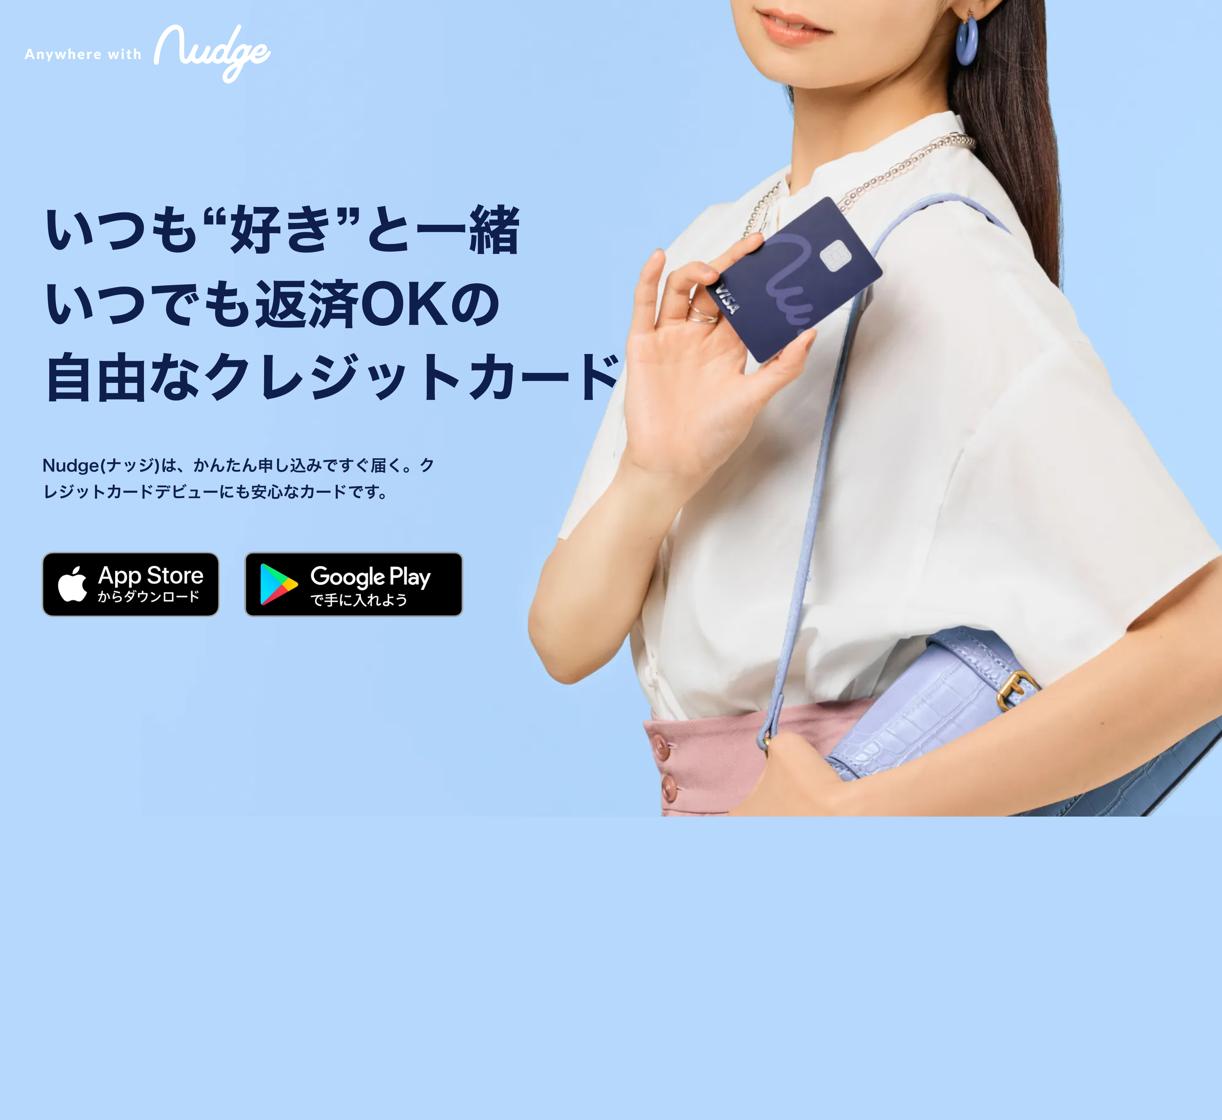 Anywhere with Nudge
いつも“好き”と一緒
いつでも返済OKの
自由なクレジットカード
VISA
Nu
Nudge(ナッジ)は、かんたん申し込みですぐ届く。ク
レジットカードデビューにも安心なカードです。
App Store
からダウンロード
Google Play
で手に入れよう